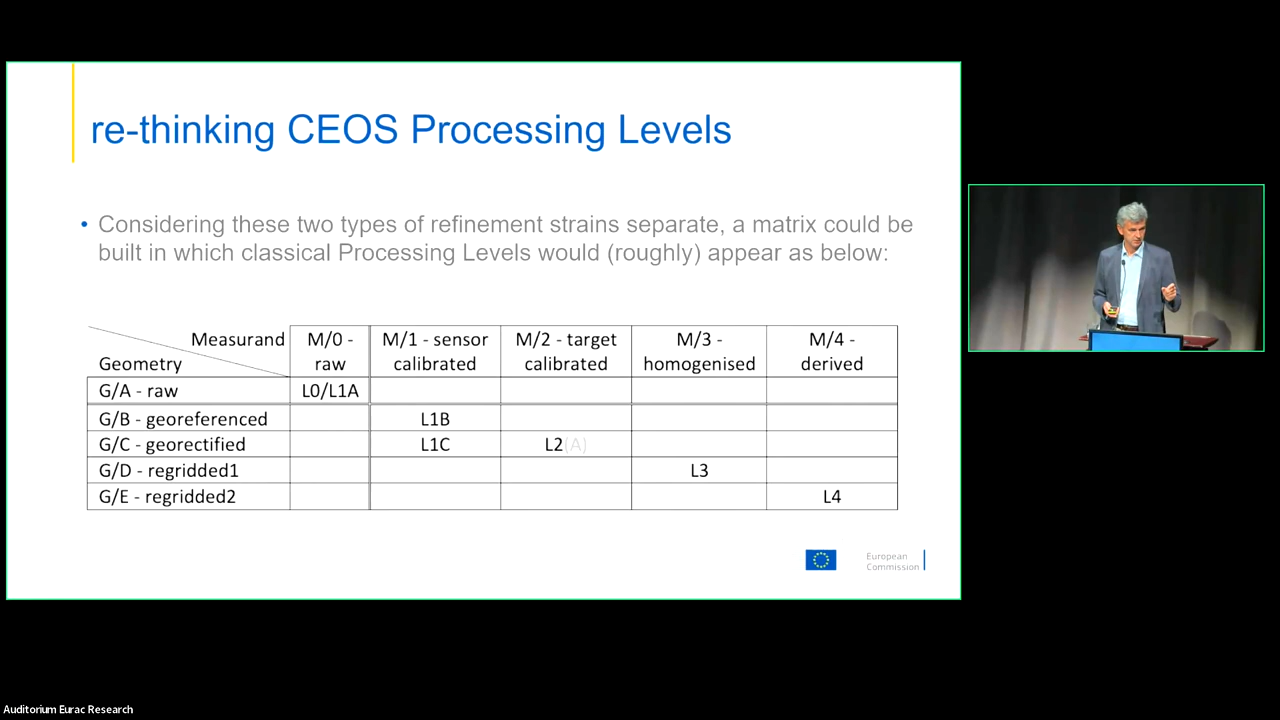 re-thinking CEOS Processing Levels
• Considering these two types of refinement strains separate, a matrix could be
built in which classical Processing Levels would (roughly) appear as below:
Measurand
Geometry
M/0 -
raw
M/1 - sensor
calibrated
M/2 - target
calibrated
M/3 -
homogenised
M/4 -
derived
G/A - raw L0/L1A
G/B - georeferenced L1B
G/C - georectified L1C L2(A)
G/D - regridded1 L3
G/E - regridded2 L4
European
Commission
Auditorium Eurac Research